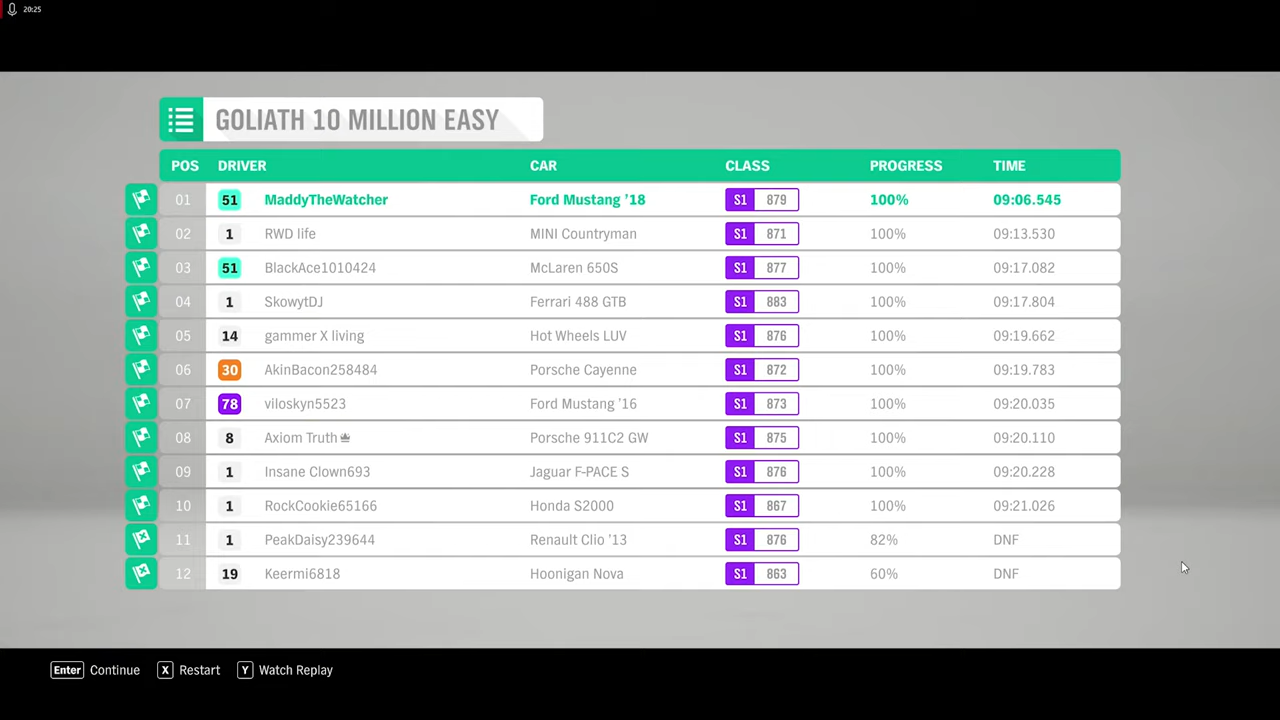 20:25
GOLIATH 10 MILLION EASY
POS DRIVER CAR CLASS PROGRESS TIME
01 51 MaddyTheWatcher Ford Mustang '18 S1 879 100% 09:06.545
02 1 RWD life MINI Countryman S1 871 100% 09:13.530
03 51 BlackAce1010424 McLaren 650S S1 877 100% 09:17.082
04 1 SkowytDJ Ferrari 488 GTB S1 883 100% 09:17.804
05 14 gammer X living Hot Wheels LUV S1 876 100% 09:19.662
06 30 AkinBacon258484 Porsche Cayenne S1 872 100% 09:19.783
07 78 viloskyn5523 Ford Mustang '16 S1 873 100% 09:20.035
08 8 Axiom Truth Porsche 911C2 GW S1 875 100% 09:20.110
09 1 Insane Clown693 Jaguar F-PACE S S1 876 100% 09:20.228
10 1 RockCookie65166 Honda S2000 S1 867 100% 09:21.026
11 1 PeakDaisy239644 Renault Clio '13 S1 876 82% DNF
12 19 Keermi6818 Hoonigan Nova S1 863 60% DNF
Enter Continue X Restart Y Watch Replay